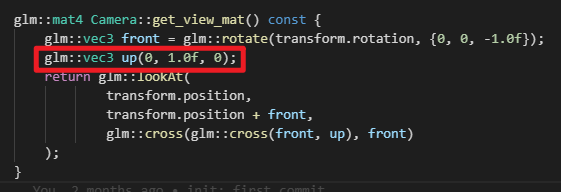 glm::mat4 Camera::get_view_mat() const {
glm::vec3 front = glm::rotate(transform.rotation, {0, 0, -1.0f});
glm::vec3 up(0, 1.0f, 0);
return glm::lookAt(
transform.position,
transform.position + front,
glm::cross(glm::cross(front, up), front)
);
}
You, 2 months ago • init: first commit